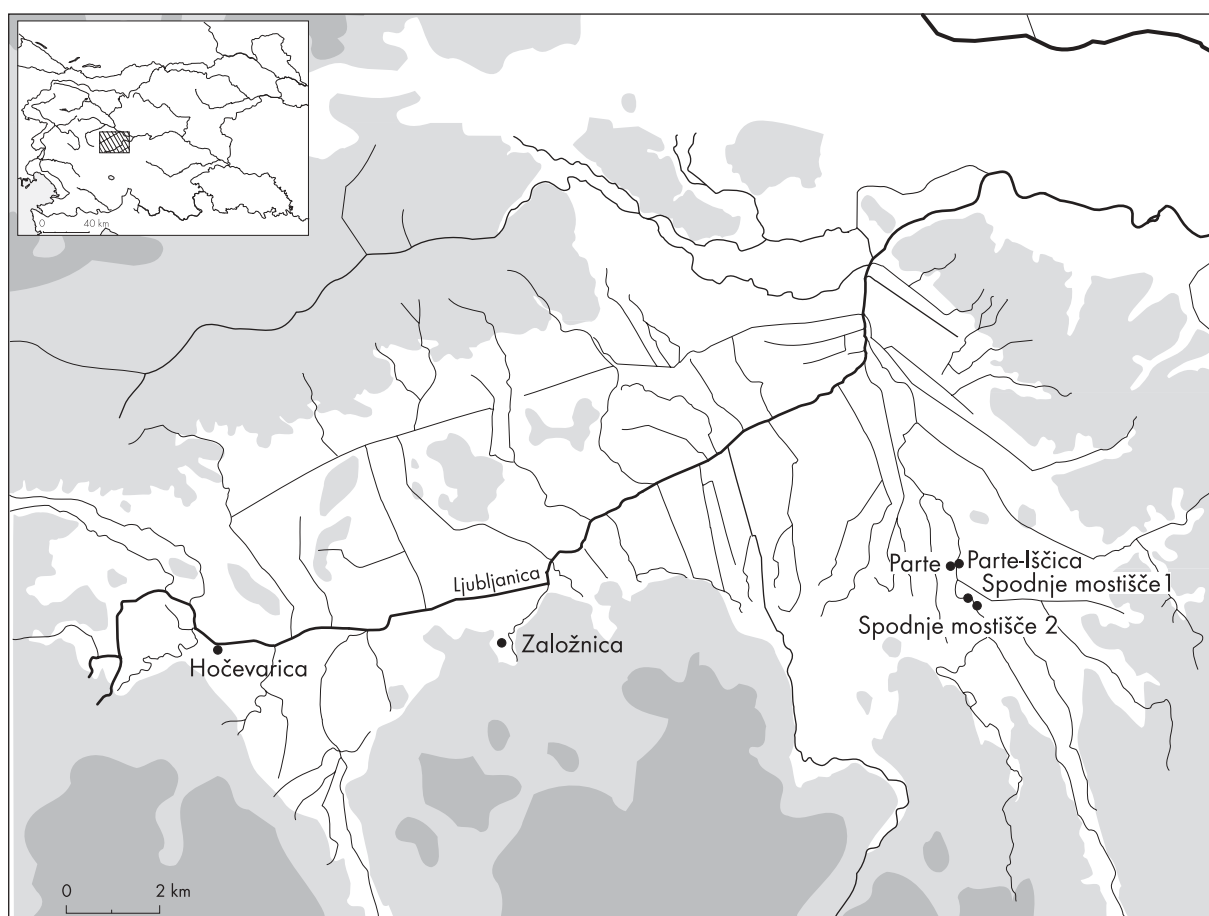 0 40 km
Ljubljanica
Parte
Parte-Iščica
Spodnje mostišče 1
Spodnje mostišče 2
Založnica
Hočevarica
0 2 km